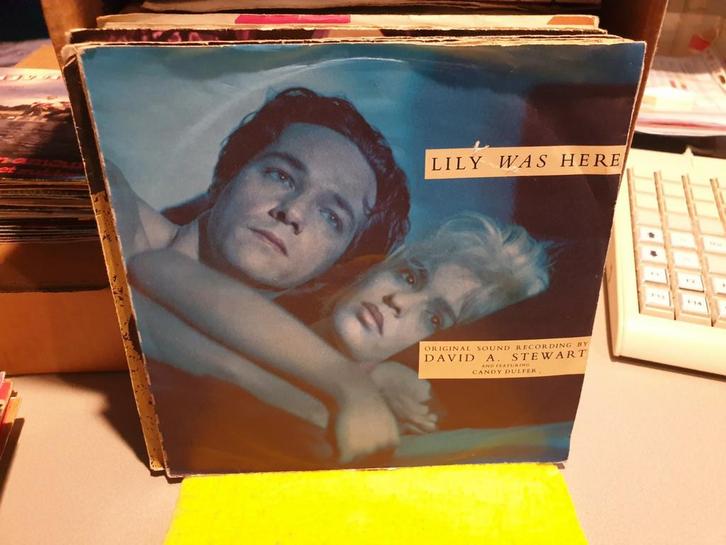 LILY WAS HERE
ORIGINAL SOUND RECORDING BY
DAVID A. STEWART
AND FEATURING
CANDY DULFER